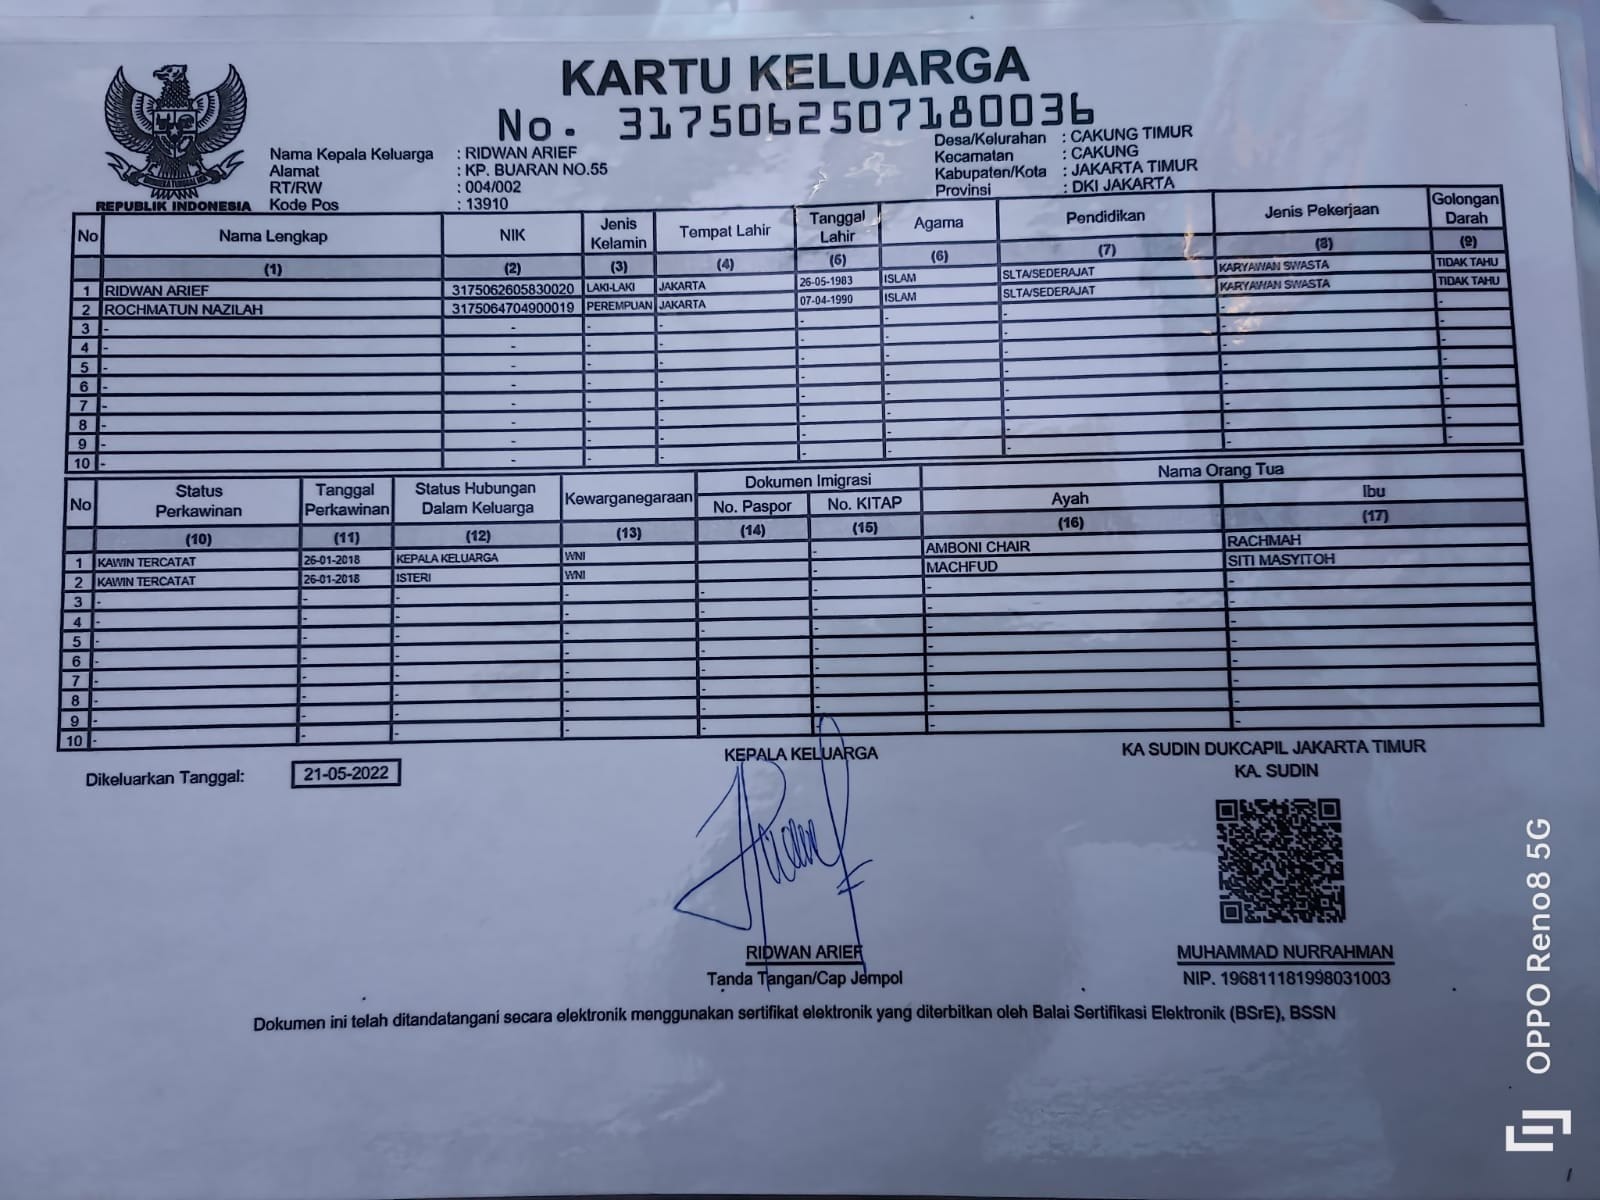 KARTU KELUARGA
No. 3175062507180036
REPUBLIK INDONESIA
Nama Kepala Keluarga : RIDWAN ARIEF
Alamat : KP. BUARAN NO.55
RT/RW : 004/002
Kode Pos : 13910
Desa/Kelurahan : CAKUNG TIMUR
Kecamatan : CAKUNG
Kabupaten/Kota : JAKARTA TIMUR
Provinsi : DKI JAKARTA
No Nama Lengkap NIK Jenis Kelamin Tempat Lahir Tanggal Lahir Agama Pendidikan Jenis Pekerjaan Golongan Darah
(1) (2) (3) (4) (6) (6) (7) (8) (9)
1 RIDWAN ARIEF 3175062605830020 LAKI-LAKI JAKARTA 26-05-1983 ISLAM SLTA/SEDERAJAT KARYAWAN SWASTA TIDAK TAHU
2 ROCHMATUN NAZILAH 3175064704900019 PEREMPUAN JAKARTA 07-04-1990 ISLAM SLTA/SEDERAJAT KARYAWAN SWASTA TIDAK TAHU
3 - - - - - - - - -
4 - - - - - - - - -
5 - - - - - - - - -
6 - - - - - - - - -
7 - - - - - - - - -
8 - - - - - - - - -
9 - - - - - - - - -
10 - - - - - - - - -
No Status Perkawinan Tanggal Perkawinan Status Hubungan Dalam Keluarga Kewarganegaraan Dokumen Imigrasi Nama Orang Tua
No. Paspor No. KITAP Ayah Ibu
(10) (11) (12) (13) (14) (15) (16) (17)
1 KAWIN TERCATAT 26-01-2018 KEPALA KELUARGA WNI - AMBONI CHAIR RACHMAH
2 KAWIN TERCATAT 26-01-2018 ISTERI WNI - MACHFUD SITI MASYITOH
3 - - - - - - - -
4 - - - - - - - -
5 - - - - - - - -
6 - - - - - - - -
7 - - - - - - - -
8 - - - - - - - -
9 - - - - - - - -
10 - - - - - - - -
Dikeluarkan Tanggal: 21-05-2022
KEPALA KELUARGA
RIDWAN ARIEF
Tanda Tangan/Cap Jempol
KA SUDIN DUKCAPIL JAKARTA TIMUR
KA. SUDIN
MUHAMMAD NURRAHMAN
NIP. 196811181998031003
Dokumen ini telah ditandatangani secara elektronik menggunakan sertifikat elektronik yang diterbitkan oleh Balai Sertifikasi Elektronik (BSrE), BSSN
OPPO Reno8 5G